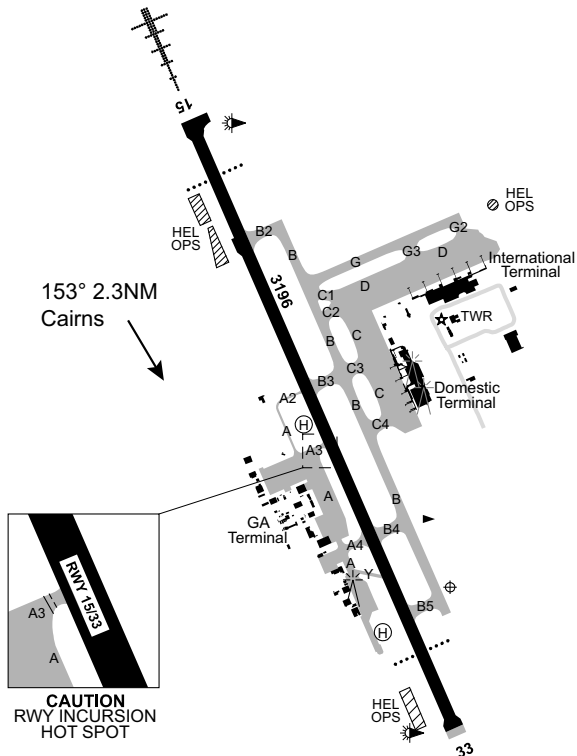 15
HEL
OPS
HEL
OPS
B2
B
G2
G3
D
G
D
International
Terminal
153° 2.3NM
Cairns
3196
C1
C2
TWR
B
C
C3
B3
Domestic
Terminal
A2
B
C
C4
A
H
A3
A
B
GA
Terminal
B4
A4
A
Y
B5
H
RWY 15/33
A3
A
CAUTION
RWY INCURSION
HOT SPOT
HEL
OPS
33